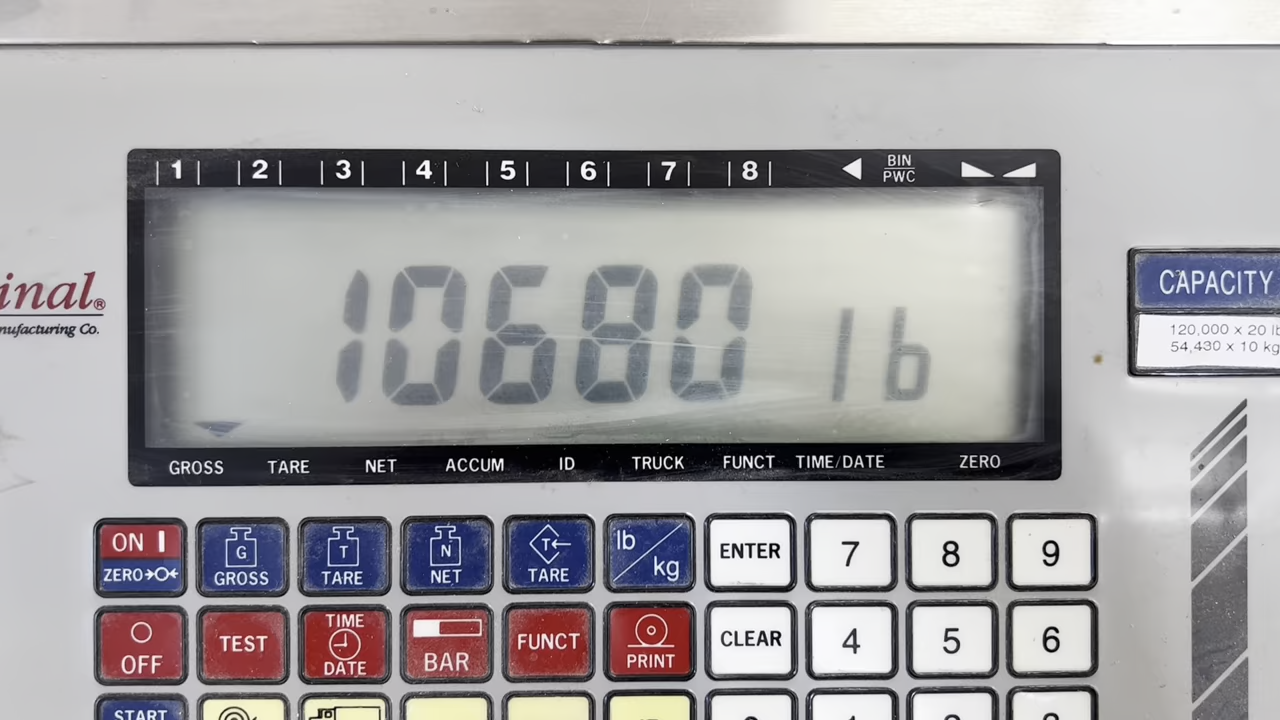 |1| |2| |3| |4| |5| |6| |7| |8| BIN
PWC
10680 lb
inal®
nufacturing Co.
CAPACITY
120,000 x 20 lb
54,430 x 10 kg
GROSS TARE NET ACCUM ID TRUCK FUNCT TIME/DATE ZERO
ON I
ZERO
G
GROSS
T
TARE
N
NET
T
TARE
lb/kg
ENTER
7 8 9
OFF
TEST
TIME
DATE
BAR
FUNCT
PRINT
CLEAR
4 5 6
START